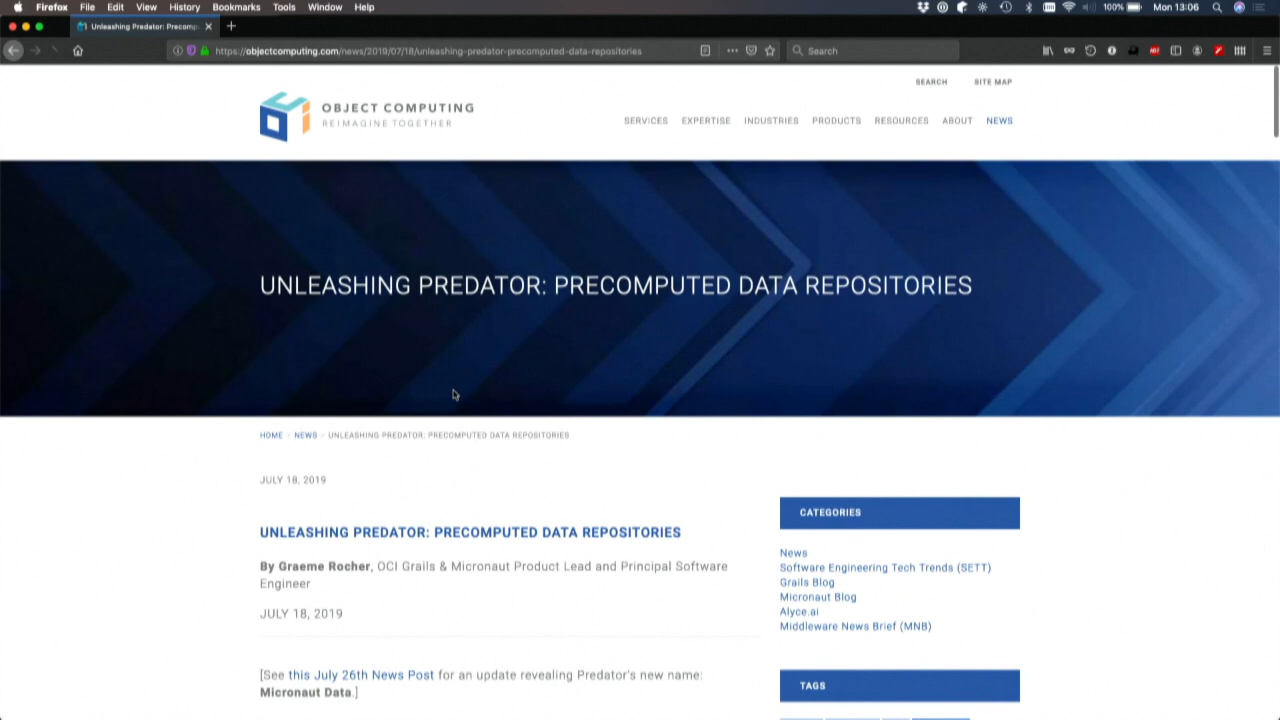 Firefox File Edit View History Bookmarks Tools Window Help 100% Mon 13:06
Unleashing Predator: Precomp
https://objectcomputing.com/news/2019/07/18/unleashing-predator-precomputed-data-repositories
Search
SEARCH SITE MAP
OBJECT COMPUTING
REIMAGINE TOGETHER
SERVICES EXPERTISE INDUSTRIES PRODUCTS RESOURCES ABOUT NEWS
UNLEASHING PREDATOR: PRECOMPUTED DATA REPOSITORIES
HOME NEWS UNLEASHING PREDATOR: PRECOMPUTED DATA REPOSITORIES
JULY 18, 2019
UNLEASHING PREDATOR: PRECOMPUTED DATA REPOSITORIES
By Graeme Rocher, OCI Grails & Micronaut Product Lead and Principal Software
Engineer
JULY 18, 2019
[See this July 26th News Post for an update revealing Predator's new name:
Micronaut Data.]
CATEGORIES
News
Software Engineering Tech Trends (SETT)
Grails Blog
Micronaut Blog
Alyce.ai
Middleware News Brief (MNB)
TAGS